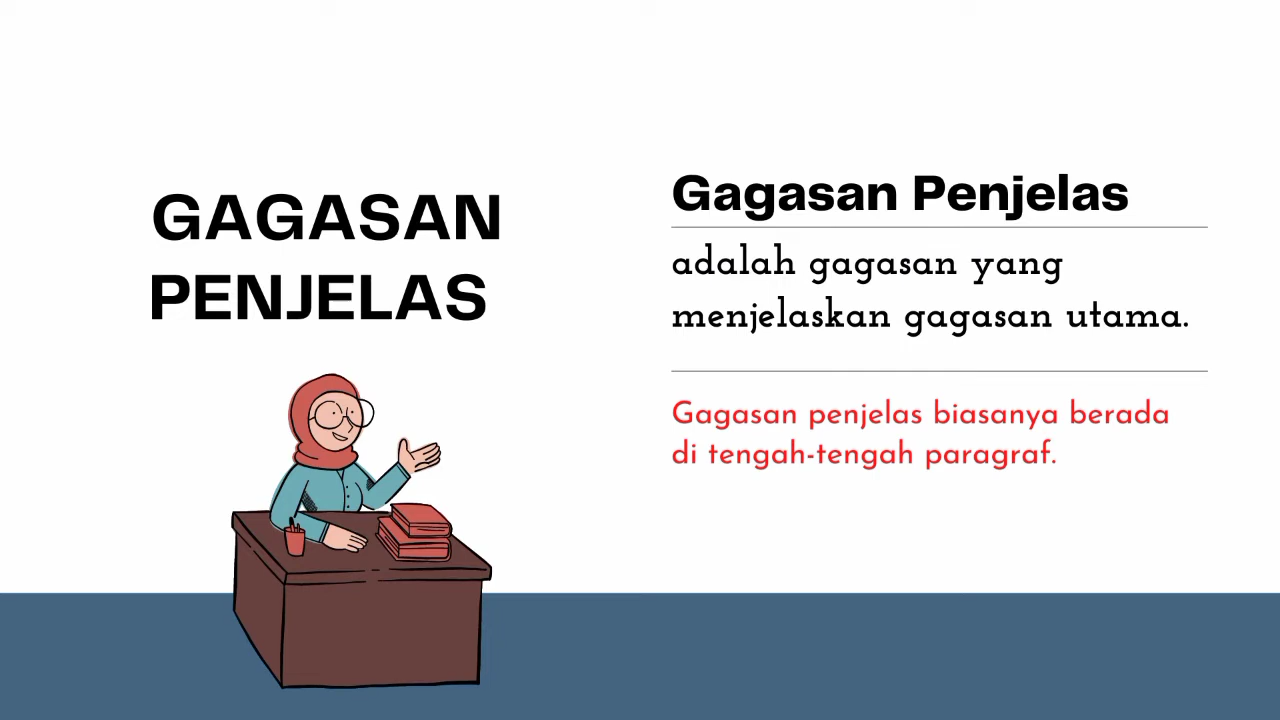 GAGASAN
PENJELAS
Gagasan Penjelas
adalah gagasan yang
menjelaskan gagasan utama.
Gagasan penjelas biasanya berada
di tengah-tengah paragraf.